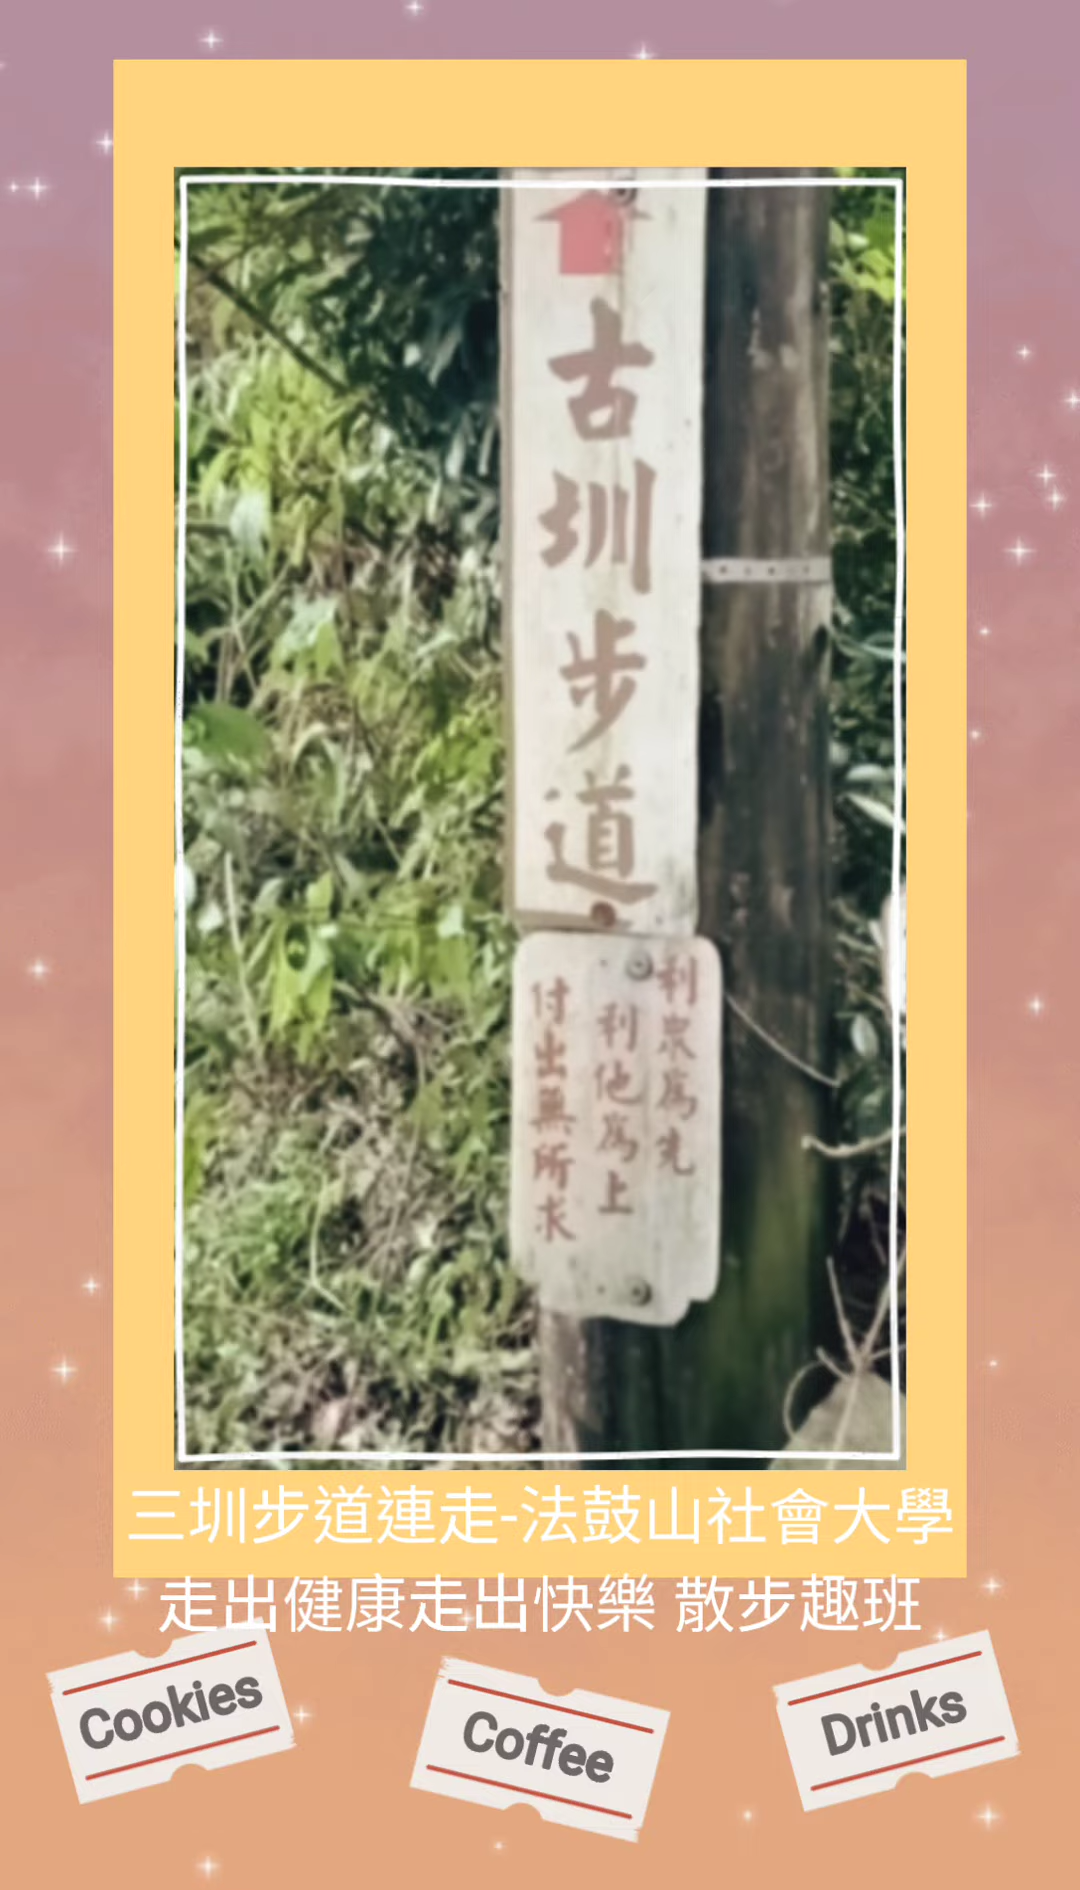 古圳步道
利眾為先
利他為上
付出無所求
三圳步道連走-法鼓山社會大學
走出健康走出快樂 散步趣班
Cookies
Coffee
Drinks